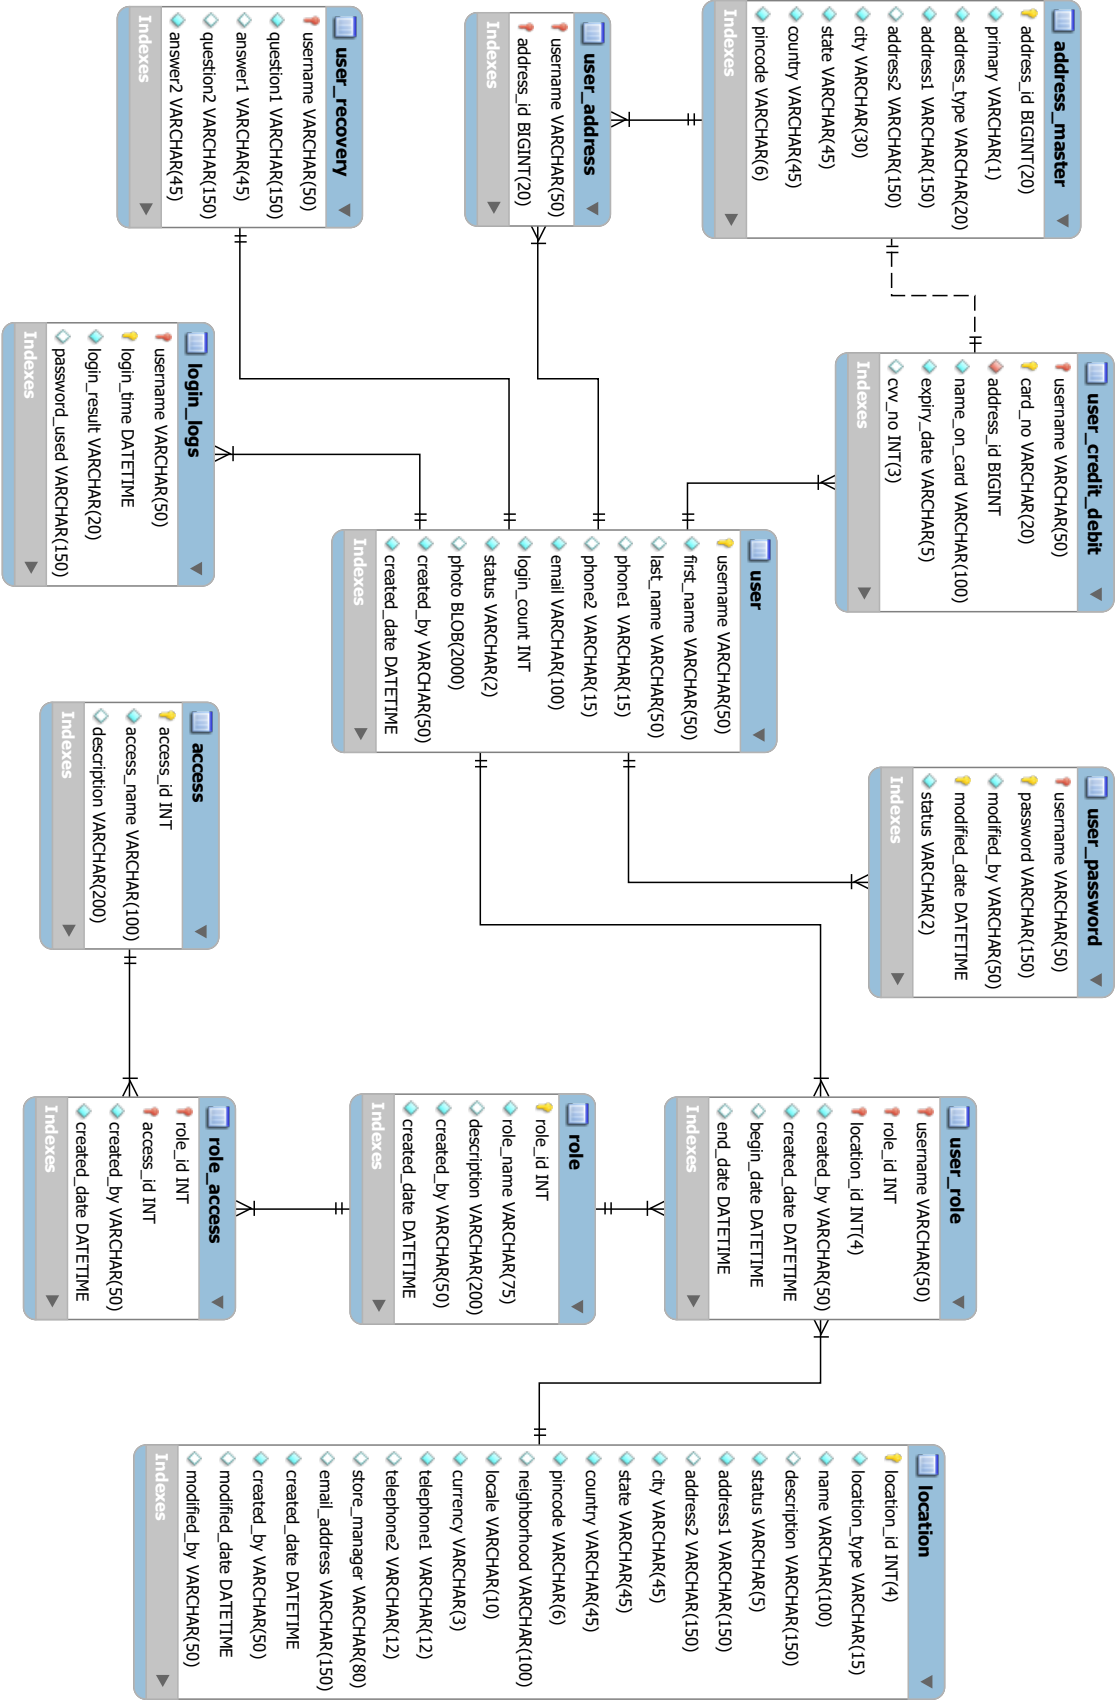 address_master
address_id BIGINT(20)
primary VARCHAR(1)
address_type VARCHAR(20)
address1 VARCHAR(150)
address2 VARCHAR(150)
city VARCHAR(30)
state VARCHAR(45)
country VARCHAR(45)
pincode VARCHAR(6)
Indexes
user_credit_debit
username VARCHAR(50)
card_no VARCHAR(20)
address_id BIGINT
name_on_card VARCHAR(100)
expiry_date VARCHAR(5)
cvv_no INT(3)
Indexes
user_password
username VARCHAR(50)
password VARCHAR(150)
modified_by VARCHAR(50)
modified_date DATETIME
status VARCHAR(2)
Indexes
user_role
username VARCHAR(50)
role_id INT
location_id INT(4)
created_by VARCHAR(50)
created_date DATETIME
begin_date DATETIME
end_date DATETIME
Indexes
location
location_id INT(4)
location_type VARCHAR(15)
name VARCHAR(100)
description VARCHAR(150)
status VARCHAR(5)
address1 VARCHAR(150)
address2 VARCHAR(150)
city VARCHAR(45)
state VARCHAR(45)
country VARCHAR(45)
pincode VARCHAR(6)
neighborhood VARCHAR(100)
locale VARCHAR(10)
currency VARCHAR(3)
telephone1 VARCHAR(12)
telephone2 VARCHAR(12)
store_manager VARCHAR(80)
email_address VARCHAR(150)
created_date DATETIME
created_by VARCHAR(50)
modified_date DATETIME
modified_by VARCHAR(50)
Indexes
user_address
username VARCHAR(50)
address_id BIGINT(20)
Indexes
user
username VARCHAR(50)
first_name VARCHAR(50)
last_name VARCHAR(50)
phone1 VARCHAR(15)
phone2 VARCHAR(15)
email VARCHAR(100)
login_count INT
status VARCHAR(2)
photo BLOB(2000)
created_by VARCHAR(50)
created_date DATETIME
Indexes
role
role_id INT
role_name VARCHAR(75)
description VARCHAR(200)
created_by VARCHAR(50)
created_date DATETIME
Indexes
user_recovery
username VARCHAR(50)
question1 VARCHAR(150)
answer1 VARCHAR(45)
question2 VARCHAR(150)
answer2 VARCHAR(45)
Indexes
login_logs
username VARCHAR(50)
login_time DATETIME
login_result VARCHAR(20)
password_used VARCHAR(150)
Indexes
access
access_id INT
access_name VARCHAR(100)
description VARCHAR(200)
Indexes
role_access
role_id INT
access_id INT
created_by VARCHAR(50)
created_date DATETIME
Indexes